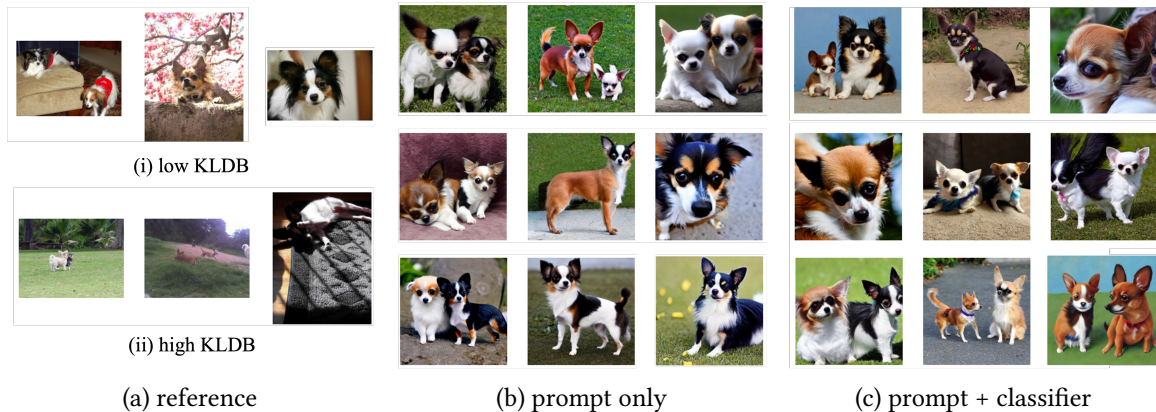 (i) low KLDB
(ii) high KLDB
(a) reference
(b) prompt only
(c) prompt + classifier